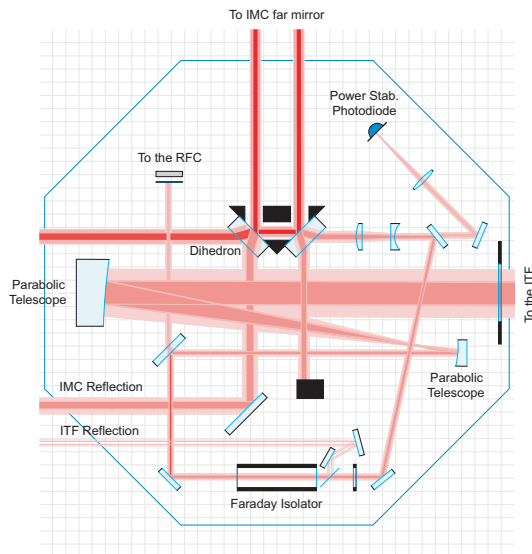 To IMC far mirror
Power Stab.
Photodiode
To the RFC
Dihedron
Parabolic
Telescope
To the ITF
Parabolic
Telescope
IMC Reflection
ITF Reflection
Faraday Isolator